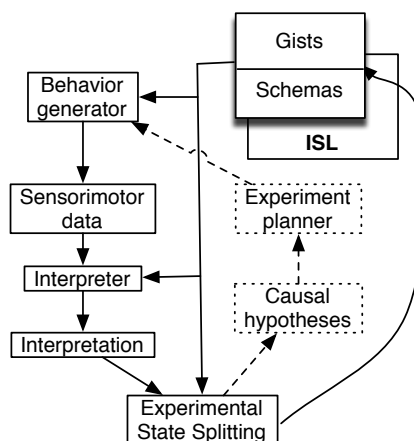 Gists
Schemas
ISL
Behavior
generator
Sensorimotor
data
Experiment
planner
Interpreter
Causal
hypotheses
Interpretation
Experimental
State Splitting